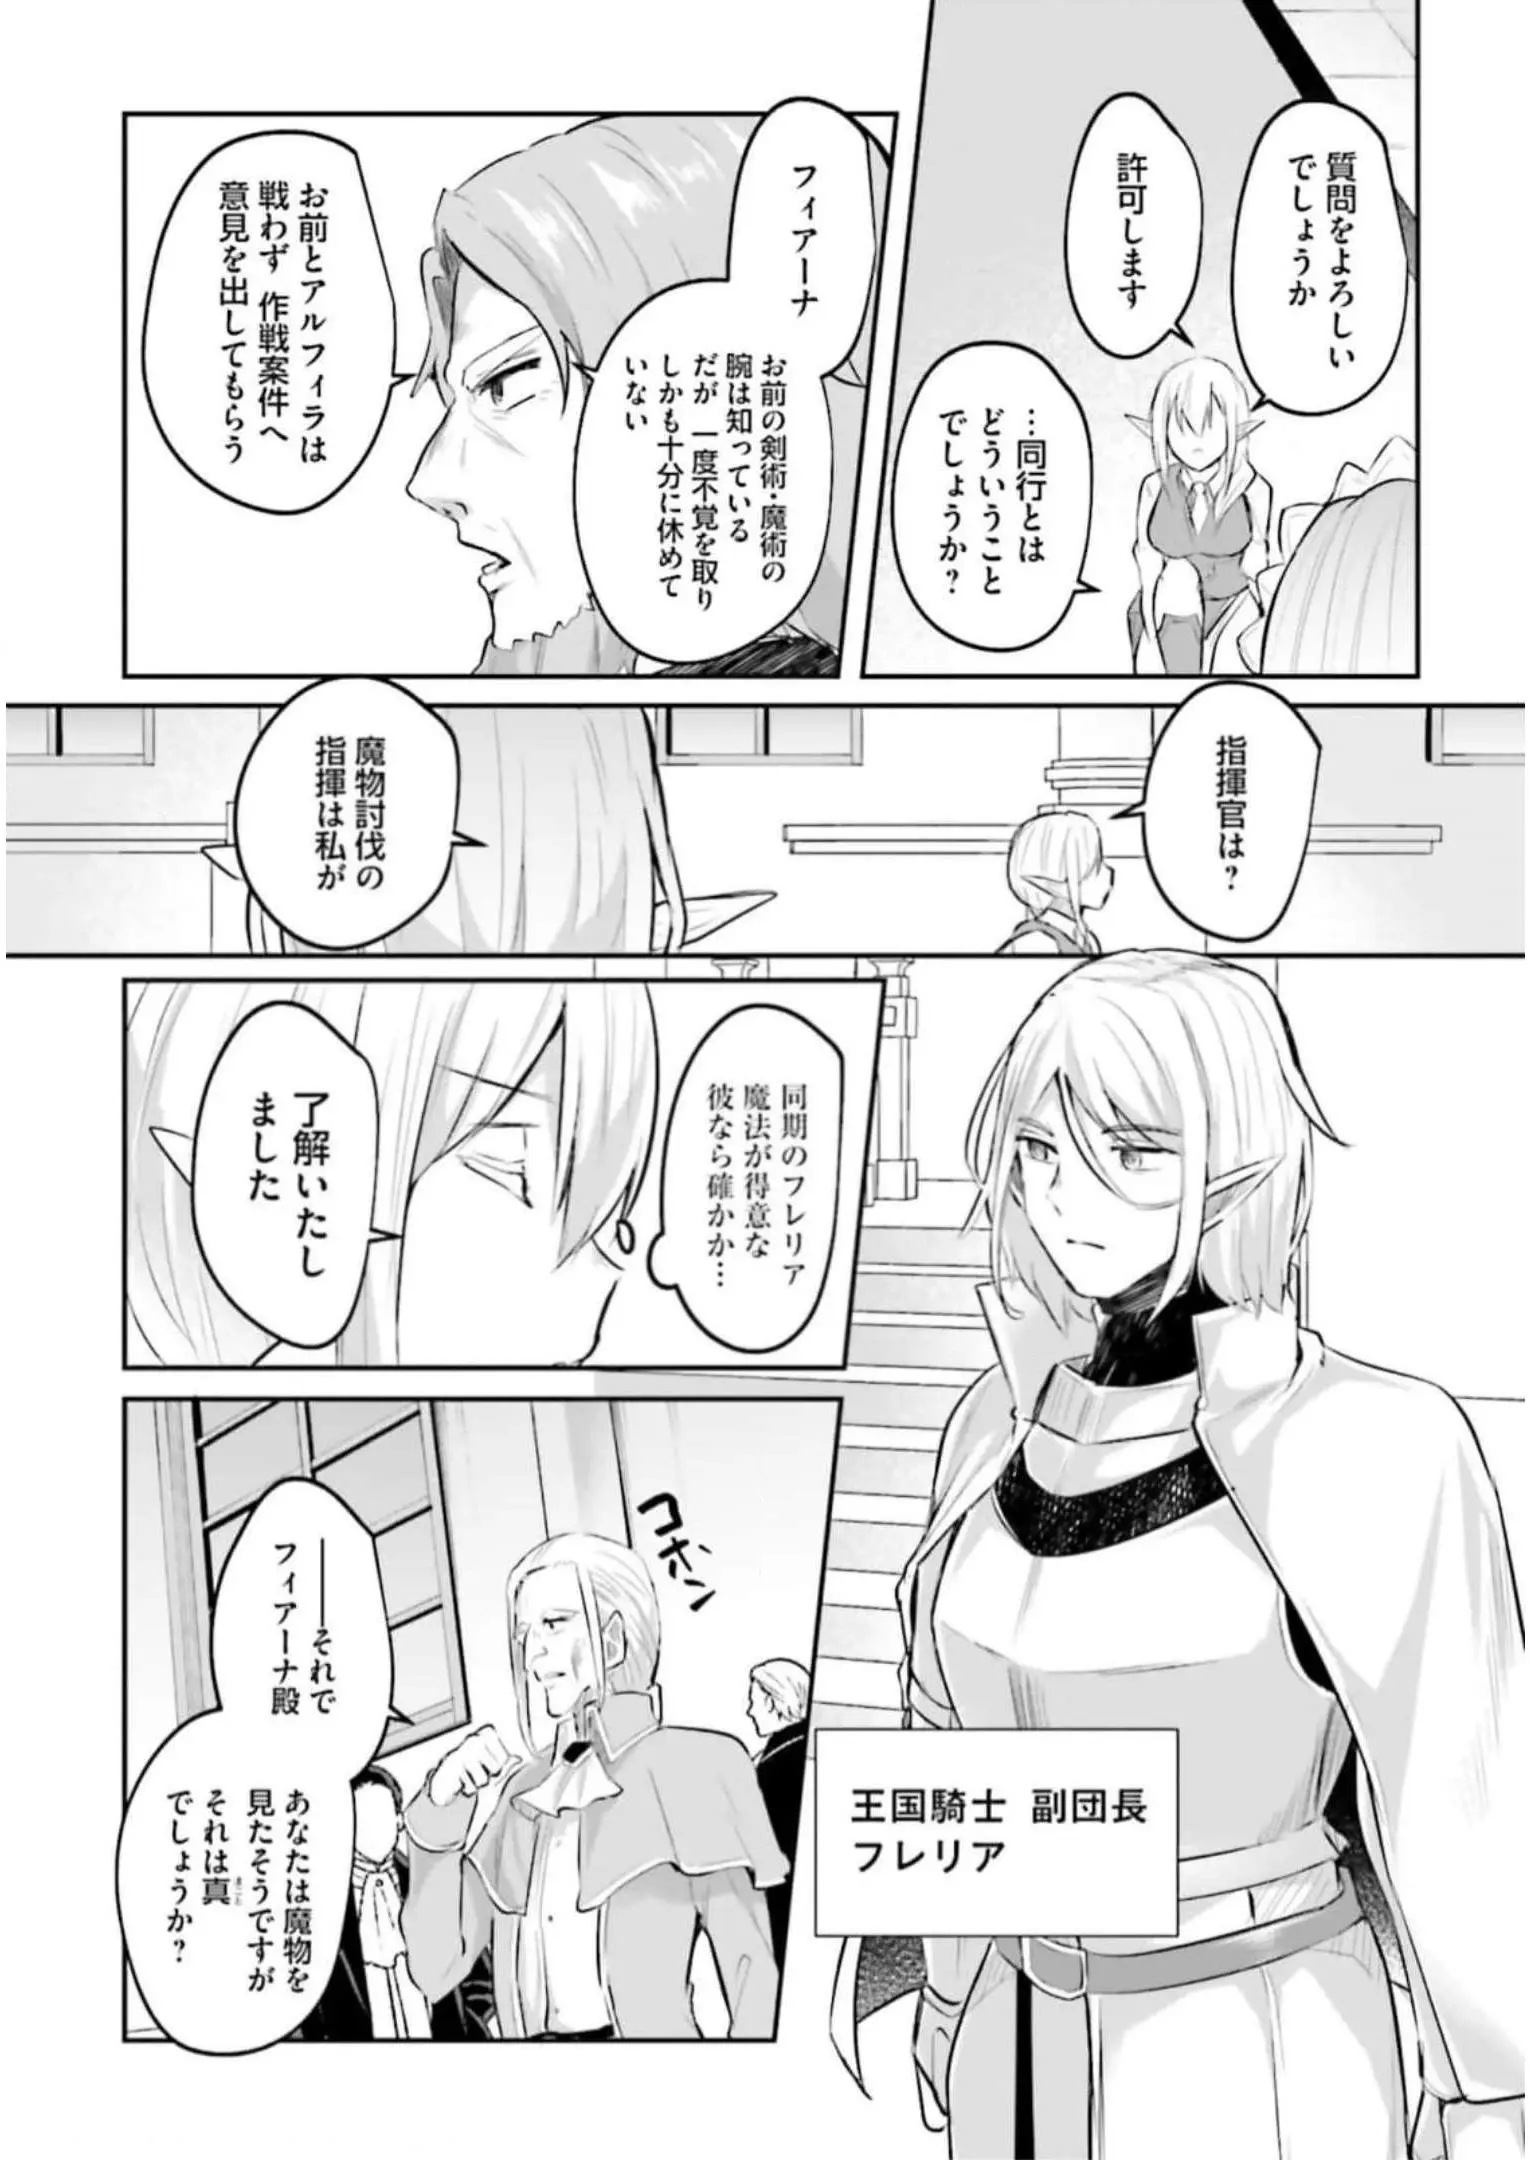 質問をよろしい
でしょうか
許可します
…同行とは
どういうこと
でしょうか?
フィアーナ
お前の剣術・魔術の
腕は知っている
だが 一度不覚を取り
しかも十分に休めて
いない
お前とアルフィラは
戦わず 作戦案件へ
意見を出してもらう
指揮官は?
魔物討伐の
指揮は私が
王国騎士 副団長
フレリア
同期のフレリア
魔法が得意な
彼なら確かか…
了解いたし
ました
コホン
――それで
フィアーナ殿
あなたは魔物を
見たそうですが
それは真
まこと
でしょうか?